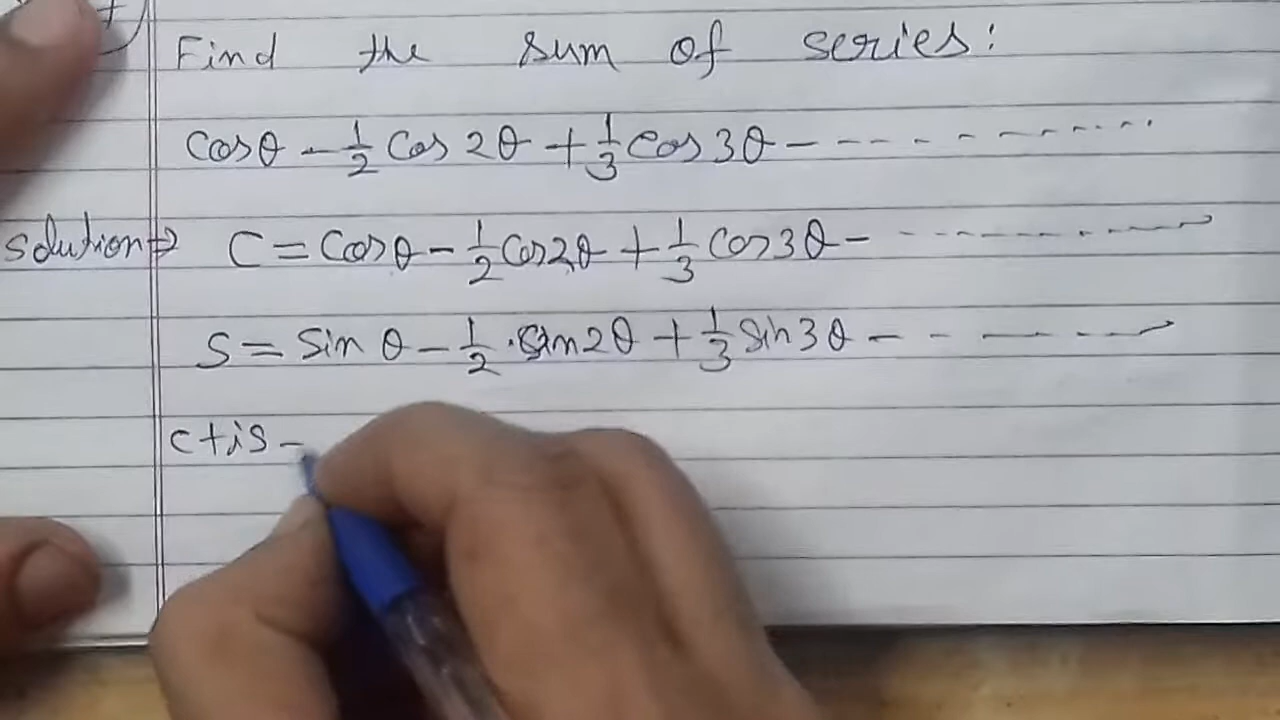 Find the sum of series:
cosθ - 1/2 cos 2θ + 1/3 cos 3θ - - - - - - - - - -
Solution→ C = cosθ - 1/2 cos2θ + 1/3 cos3θ - - - - - - - - - -
S = sin θ - 1/2 · sin2θ + 1/3 sin3θ - - - - -
c+is -